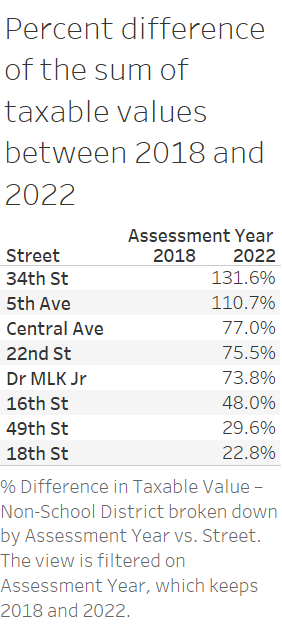 Percent difference
of the sum of
taxable values
between 2018 and
2022
Assessment Year
Street 2018 2022
34th St 131.6%
5th Ave 110.7%
Central Ave 77.0%
22nd St 75.5%
Dr MLK Jr 73.8%
16th St 48.0%
49th St 29.6%
18th St 22.8%
% Difference in Taxable Value –
Non-School District broken down
by Assessment Year vs. Street.
The view is filtered on
Assessment Year, which keeps
2018 and 2022.